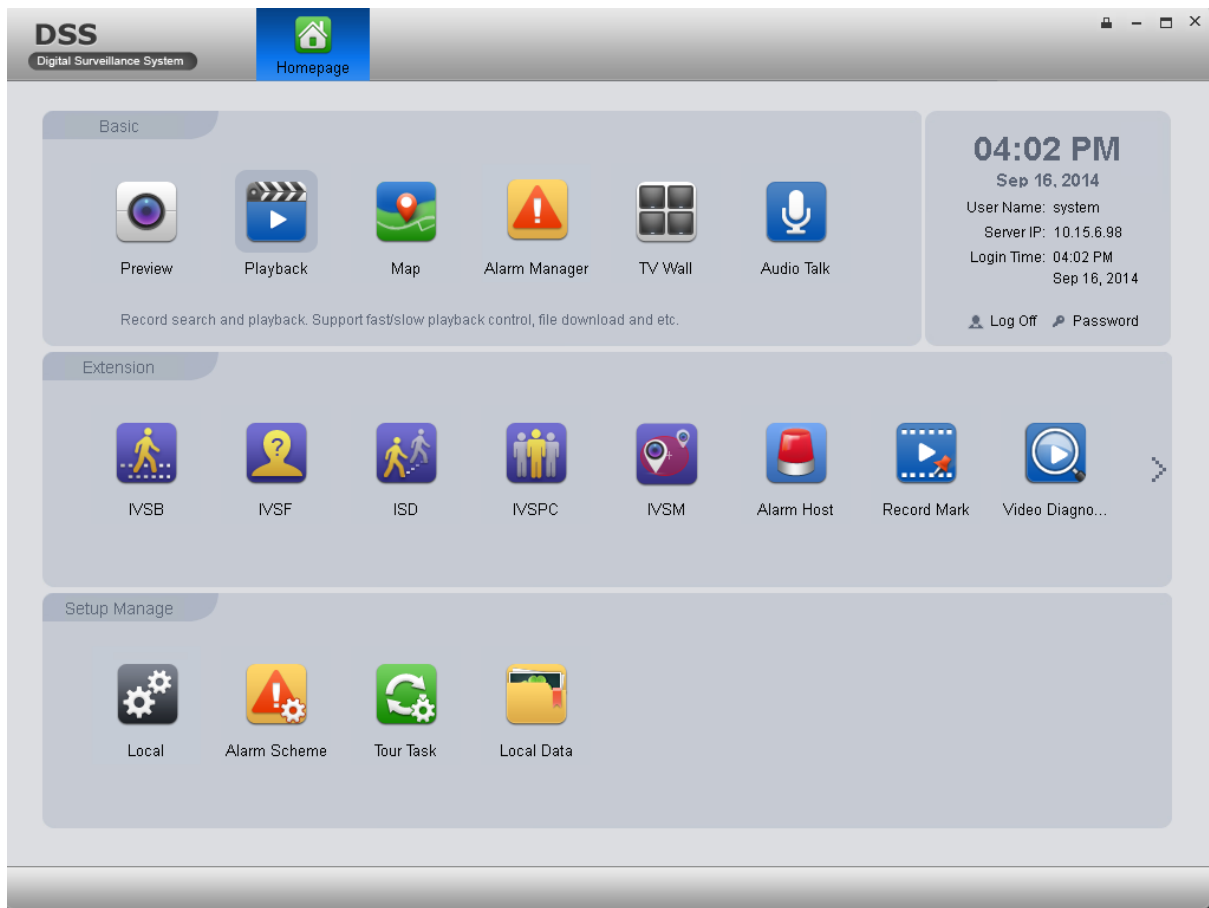 DSS
Digital Surveillance System
Homepage
Basic
Preview
Playback
Map
Alarm Manager
TV Wall
Audio Talk
Record search and playback. Support fast/slow playback control, file download and etc.
04:02 PM
Sep 16, 2014
User Name: system
Server IP: 10.15.6.98
Login Time: 04:02 PM
Sep 16, 2014
Log Off Password
Extension
IVSB
IVSF
ISD
IVSPC
IVSM
Alarm Host
Record Mark
Video Diagno...
Setup Manage
Local
Alarm Scheme
Tour Task
Local Data